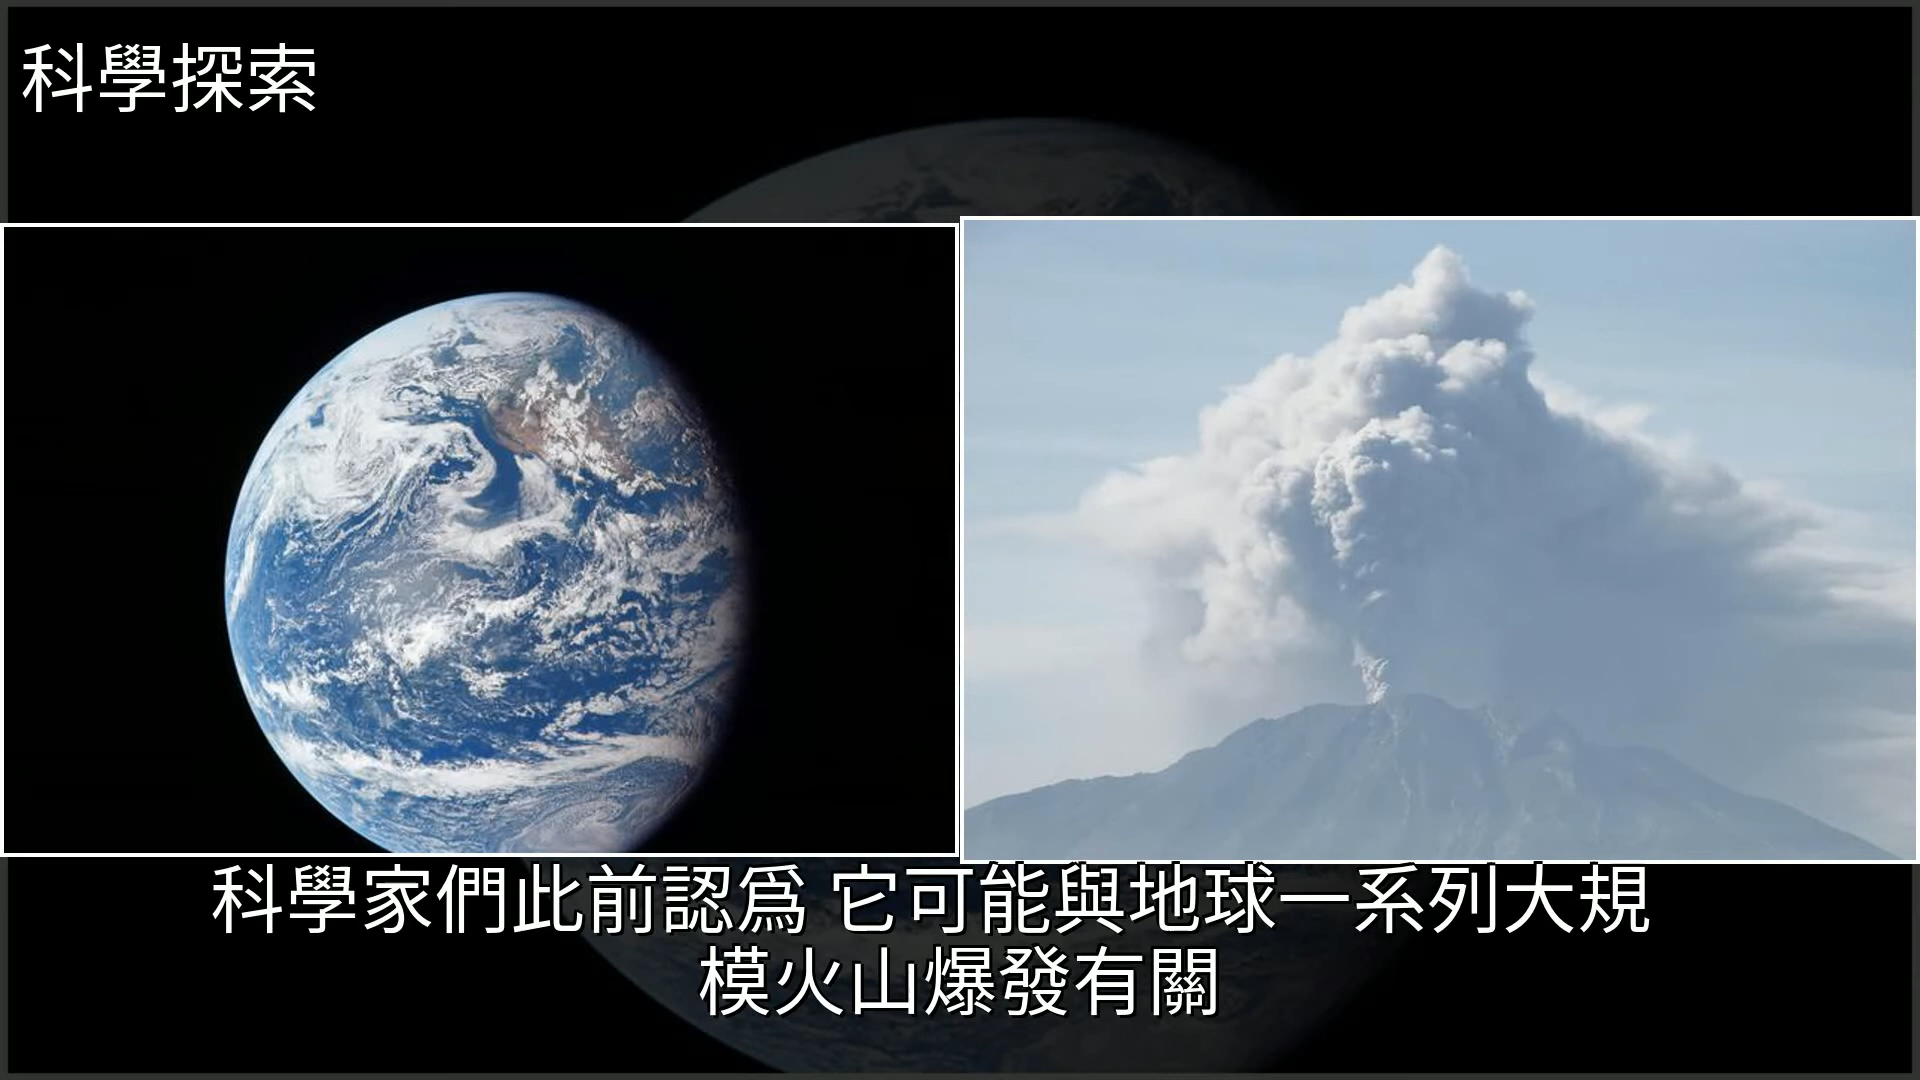 科學探索
科學家們此前認爲 它可能與地球一系列大規
模火山爆發有關